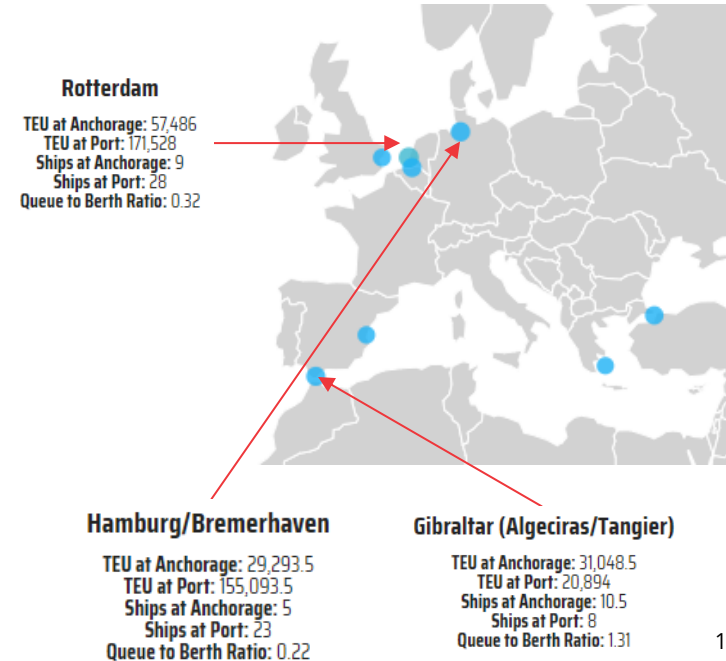 Rotterdam
TEU at Anchorage: 57,486
TEU at Port: 171,528
Ships at Anchorage: 9
Ships at Port: 28
Queue to Berth Ratio: 0.32
Hamburg/Bremerhaven
TEU at Anchorage: 29,293.5
TEU at Port: 155,093.5
Ships at Anchorage: 5
Ships at Port: 23
Queue to Berth Ratio: 0.22
Gibraltar (Algeciras/Tangier)
TEU at Anchorage: 31,048.5
TEU at Port: 20,894
Ships at Anchorage: 10.5
Ships at Port: 8
Queue to Berth Ratio: 1.31
1